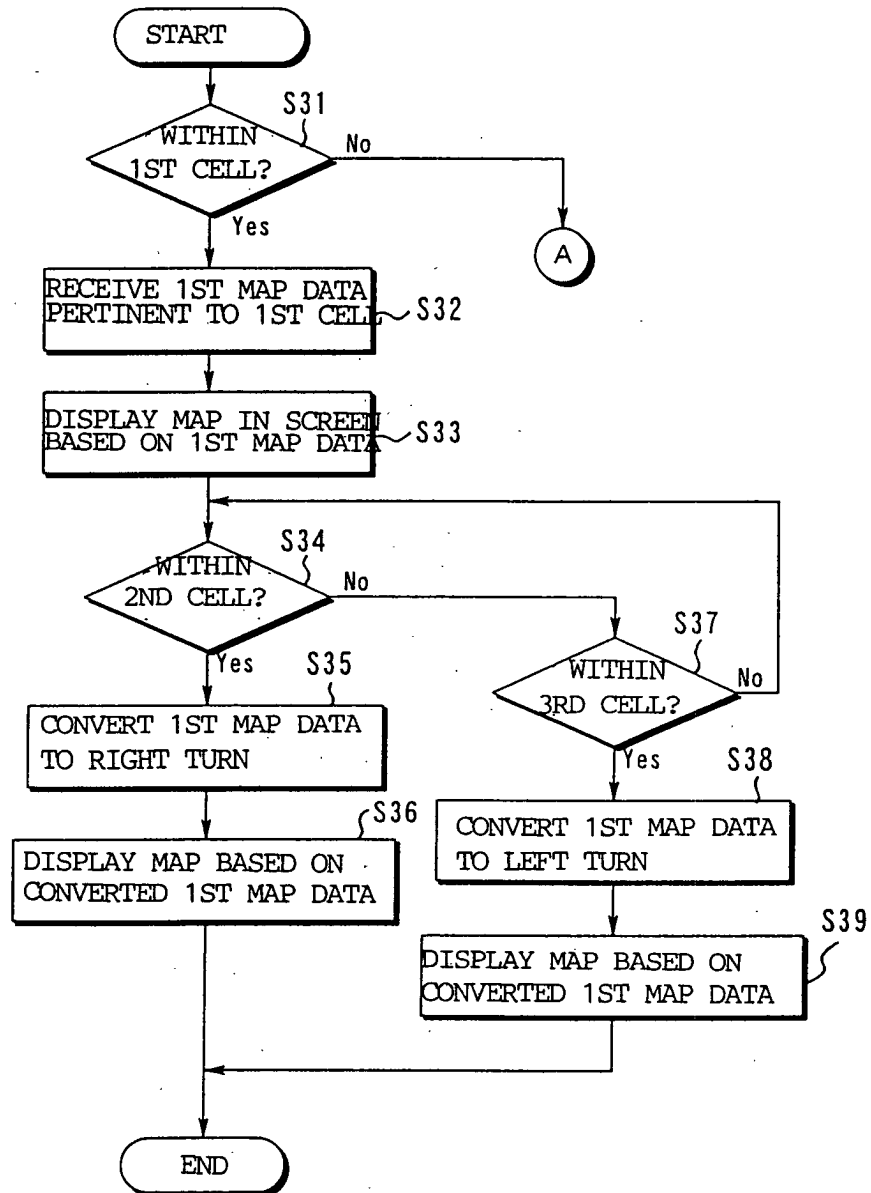 START
S31
WITHIN
1ST CELL?
No
Yes
A
RECEIVE 1ST MAP DATA
PERTINENT TO 1ST CELL
S32
DISPLAY MAP IN SCREEN
BASED ON 1ST MAP DATA
S33
S34
WITHIN
2ND CELL?
No
Yes
S37
WITHIN
3RD CELL?
No
Yes
S35
CONVERT 1ST MAP DATA
TO RIGHT TURN
S38
CONVERT 1ST MAP DATA
TO LEFT TURN
S36
DISPLAY MAP BASED ON
CONVERTED 1ST MAP DATA
S39
DISPLAY MAP BASED ON
CONVERTED 1ST MAP DATA
END